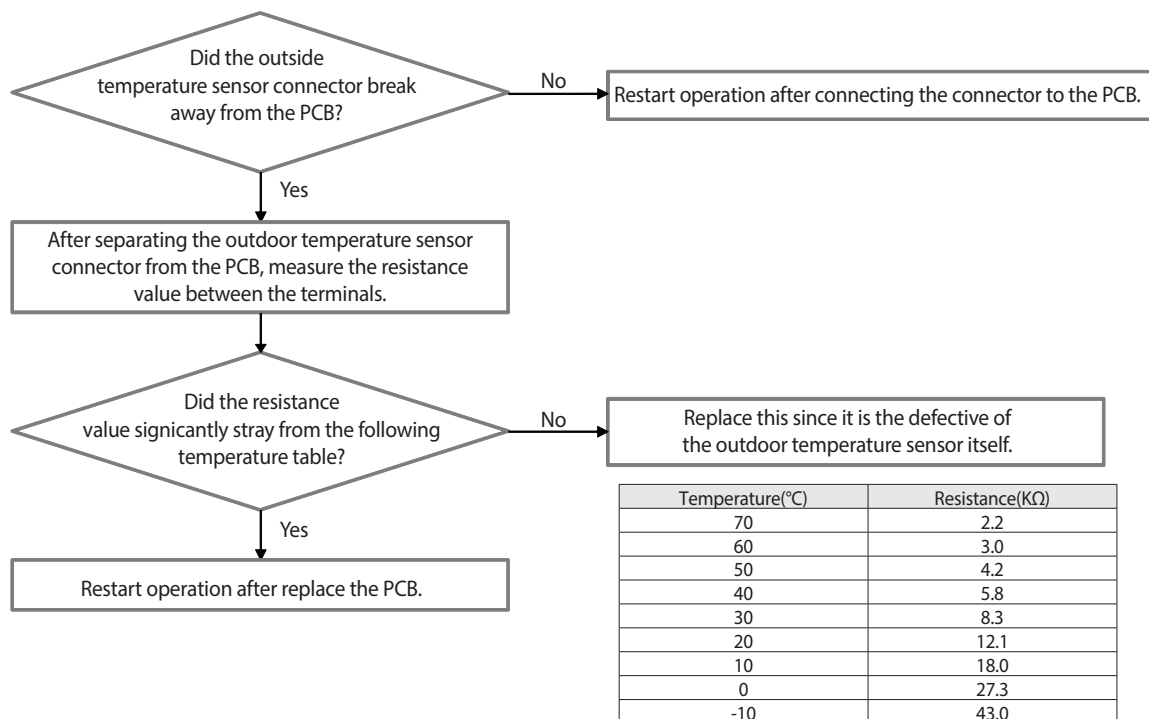 Did the outside
temperature sensor connector break
away from the PCB?
No
Restart operation after connecting the connector to the PCB.
Yes
After separating the outdoor temperature sensor
connector from the PCB, measure the resistance
value between the terminals.
Did the resistance
value signicantly stray from the following
temperature table?
No
Replace this since it is the defective of
the outdoor temperature sensor itself.
Yes
Restart operation after replace the PCB.
Temperature(°C) Resistance(KΩ)
70 2.2
60 3.0
50 4.2
40 5.8
30 8.3
20 12.1
10 18.0
0 27.3
-10 43.0